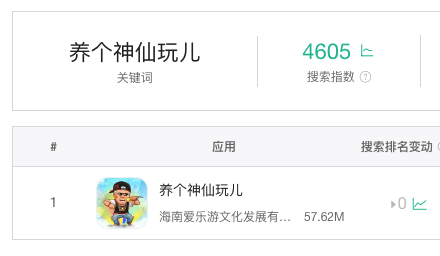 养个神仙玩儿
4605
关键词
搜索指数 ?
# 应用 搜索排名变动
1
养个神仙玩儿
海南爱乐游文化发展有... 57.62M
0